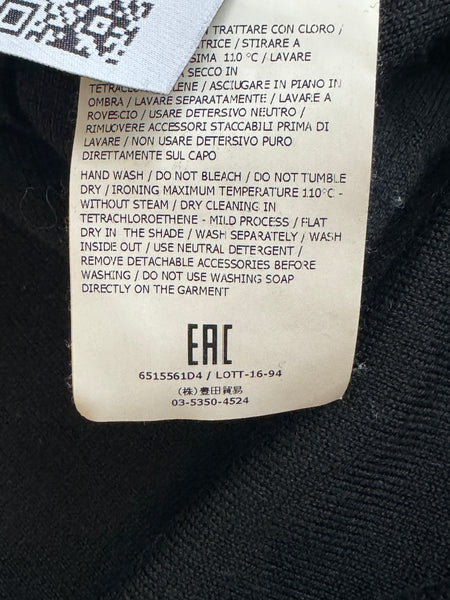 TRATTARE CON CLORO /
TRICE / STIRARE A
SIMA 110 °C / LAVARE
A SECCO IN
TETRACLOROETILENE / ASCIUGARE IN PIANO IN
OMBRA / LAVARE SEPARATAMENTE / LAVARE A
ROVESCIO / USARE DETERSIVO NEUTRO /
RIMUOVERE ACCESSORI STACCABILI PRIMA DI
LAVARE / NON USARE DETERSIVO PURO
DIRETTAMENTE SUL CAPO
HAND WASH / DO NOT BLEACH / DO NOT TUMBLE
DRY / IRONING MAXIMUM TEMPERATURE 110°C -
WITHOUT STEAM / DRY CLEANING IN
TETRACHLOROETHENE - MILD PROCESS / FLAT
DRY IN THE SHADE / WASH SEPARATELY / WASH
INSIDE OUT / USE NEUTRAL DETERGENT /
REMOVE DETACHABLE ACCESSORIES BEFORE
WASHING / DO NOT USE WASHING SOAP
DIRECTLY ON THE GARMENT
EAC
6515561D4 / LOTT-16-94
(株)豊田貿易
03-5350-4524